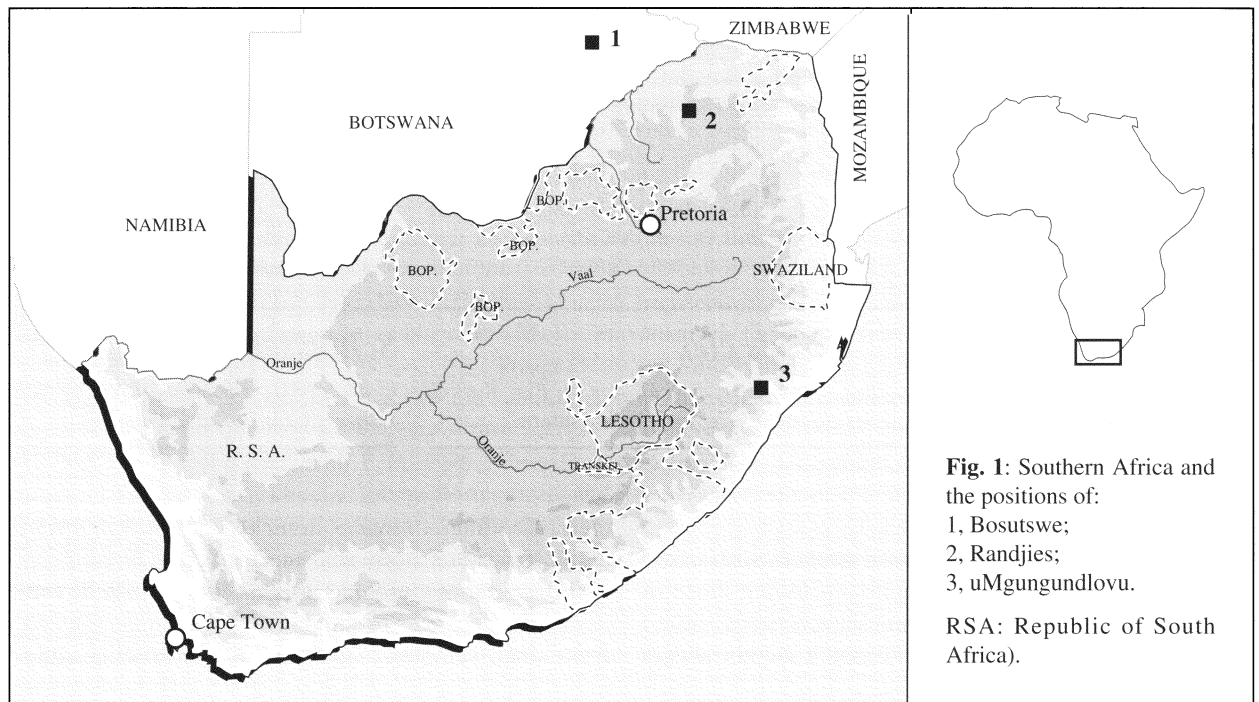 ZIMBABWE
1
MOZAMBIQUE
2
BOTSWANA
BOP.
Pretoria
NAMIBIA
BOP.
BOP.
SWAZILAND
Vaal
BOP.
Oranje
3
LESOTHO
R. S. A.
Oranje
TRANSKEI
Cape Town
Fig. 1: Southern Africa and
the positions of:
1, Bosutswe;
2, Randjies;
3, uMgungundlovu.
RSA: Republic of South
Africa).